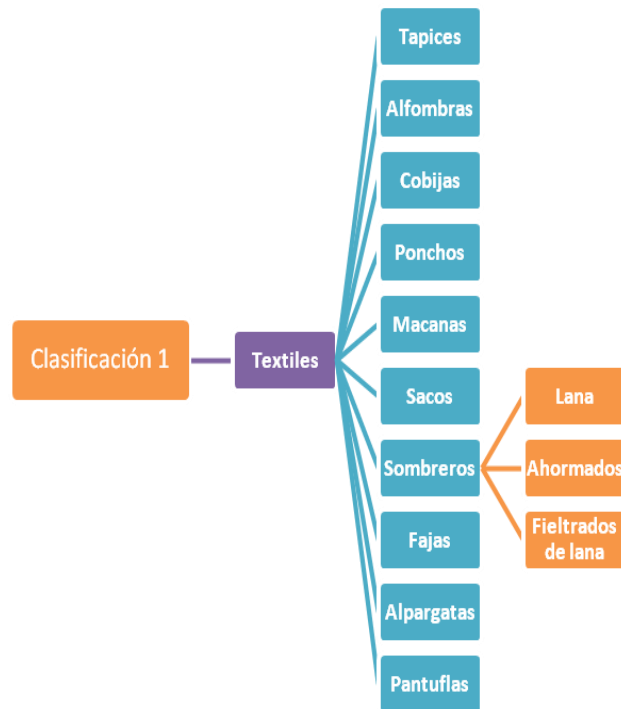 Clasificación 1
Textiles
Tapices
Alfombras
Cobijas
Ponchos
Macanas
Sacos
Sombreros
Fajas
Alpargatas
Pantuflas
Lana
Ahormados
Fieltrados
de lana